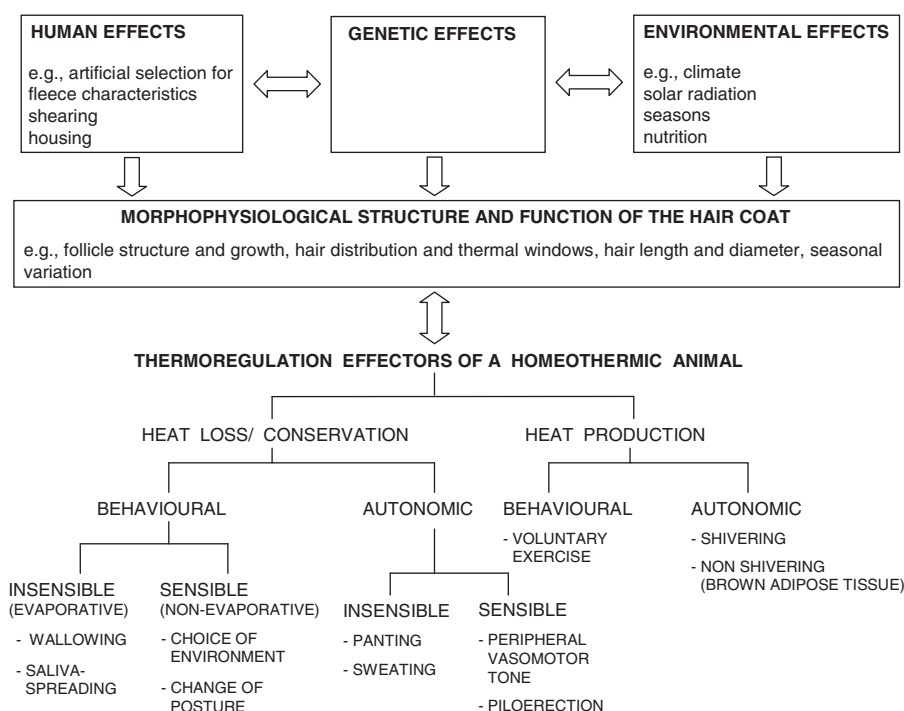 HUMAN EFFECTS
e.g., artificial selection for
fleece characteristics
shearing
housing
GENETIC EFFECTS
ENVIRONMENTAL EFFECTS
e.g., climate
solar radiation
seasons
nutrition
MORPHOPHYSIOLOGICAL STRUCTURE AND FUNCTION OF THE HAIR COAT
e.g., follicle structure and growth, hair distribution and thermal windows, hair length and diameter, seasonal
variation
THERMOREGULATION EFFECTORS OF A HOMEOTHERMIC ANIMAL
HEAT LOSS/ CONSERVATION
HEAT PRODUCTION
BEHAVIOURAL
AUTONOMIC
BEHAVIOURAL
- VOLUNTARY
EXERCISE
AUTONOMIC
- SHIVERING
- NON SHIVERING
(BROWN ADIPOSE TISSUE)
INSENSIBLE
(EVAPORATIVE)
- WALLOWING
- SALIVA-
SPREADING
SENSIBLE
(NON-EVAPORATIVE)
- CHOICE OF
ENVIRONMENT
- CHANGE OF
POSTURE
INSENSIBLE
- PANTING
- SWEATING
SENSIBLE
- PERIPHERAL
VASOMOTOR
TONE
- PILOERECTION